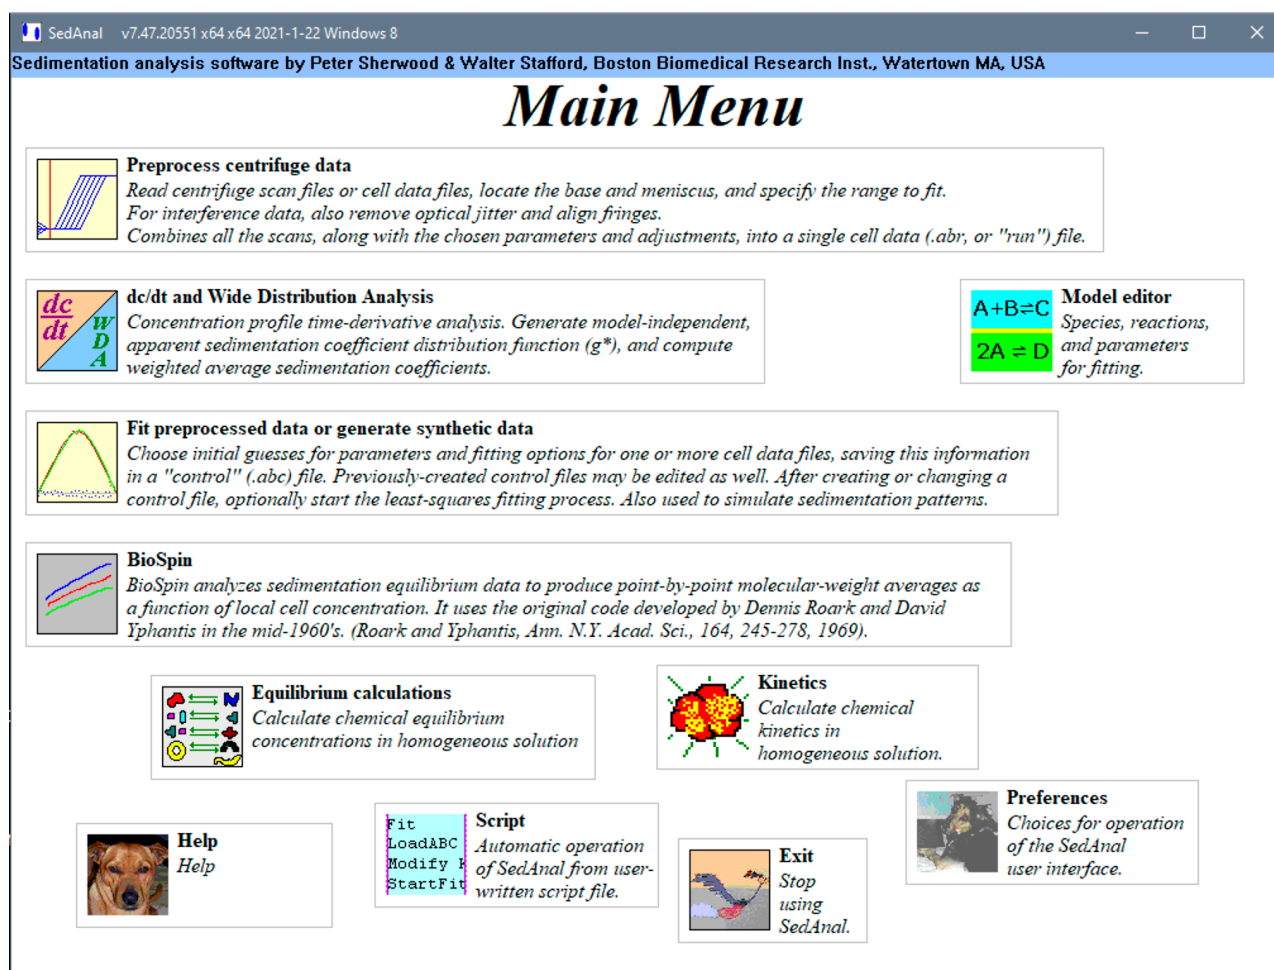 SedAnal v7.47.20551 x64 x64 2021-1-22 Windows 8
Sedimentation analysis software by Peter Sherwood & Walter Stafford, Boston Biomedical Research Inst., Watertown MA, USA
Main Menu
Preprocess centrifuge data
Read centrifuge scan files or cell data files, locate the base and meniscus, and specify the range to fit.
For interference data, also remove optical jitter and align fringes.
Combines all the scans, along with the chosen parameters and adjustments, into a single cell data (.abr, or "run") file.
dc
dt
W
D
A
dc/dt and Wide Distribution Analysis
Concentration profile time-derivative analysis. Generate model-independent,
apparent sedimentation coefficient distribution function (g*), and compute
weighted average sedimentation coefficients.
A+B⇌C
2A ⇌ D
Model editor
Species, reactions,
and parameters
for fitting.
Fit preprocessed data or generate synthetic data
Choose initial guesses for parameters and fitting options for one or more cell data files, saving this information
in a "control" (.abc) file. Previously-created control files may be edited as well. After creating or changing a
control file, optionally start the least-squares fitting process. Also used to simulate sedimentation patterns.
BioSpin
BioSpin analyzes sedimentation equilibrium data to produce point-by-point molecular-weight averages as
a function of local cell concentration. It uses the original code developed by Dennis Roark and David
Yphantis in the mid-1960's. (Roark and Yphantis, Ann. N.Y. Acad. Sci., 164, 245-278, 1969).
Equilibrium calculations
Calculate chemical equilibrium
concentrations in homogeneous solution
Kinetics
Calculate chemical
kinetics in
homogeneous solution.
Help
Help
Fit
LoadABC
Modify
StartFit
Script
Automatic operation
of SedAnal from user-
written script file.
Exit
Stop
using
SedAnal.
Preferences
Choices for operation
of the SedAnal
user interface.